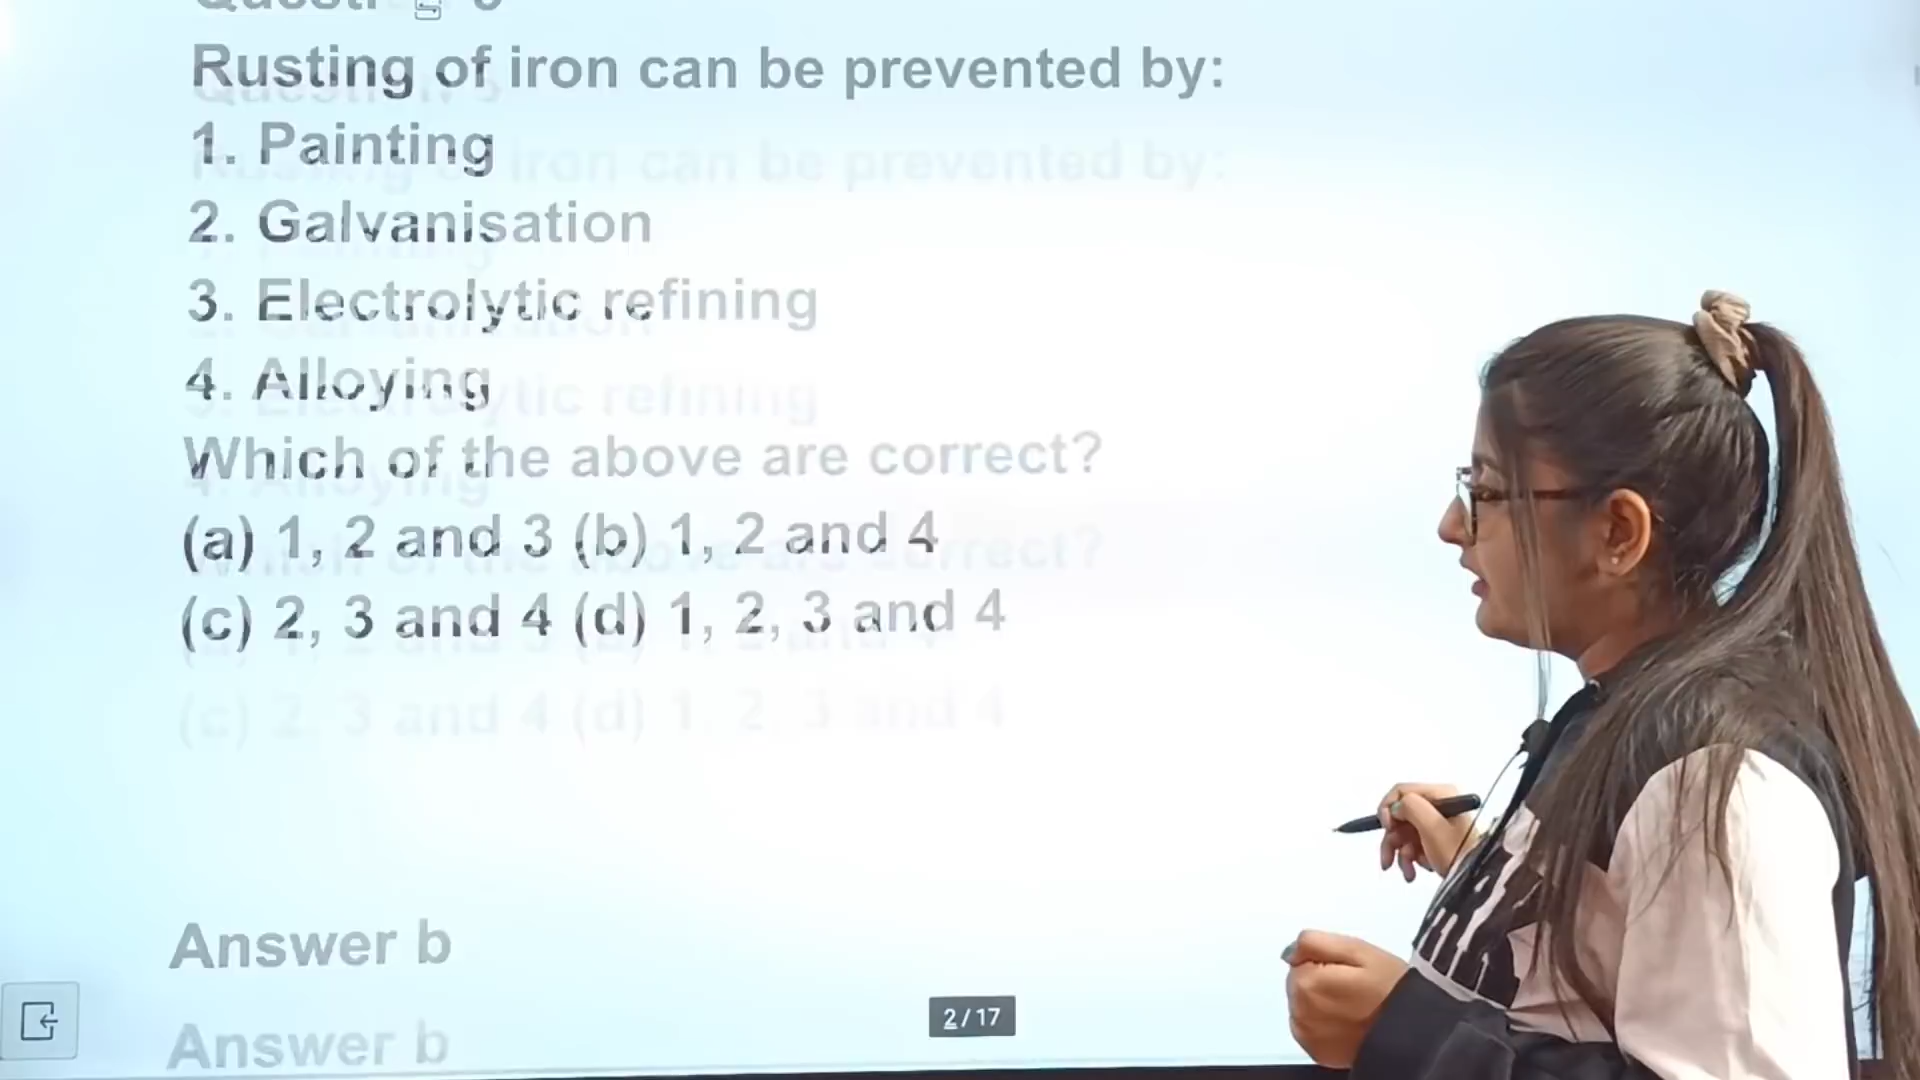 Rusting of iron can be prevented by:
1. Painting
2. Galvanisation
3. Electrolytic refining
4. Alloying
Which of the above are correct?
(a) 1, 2 and 3 (b) 1, 2 and 4
(c) 2, 3 and 4 (d) 1, 2, 3 and 4
Answer b
2 / 17